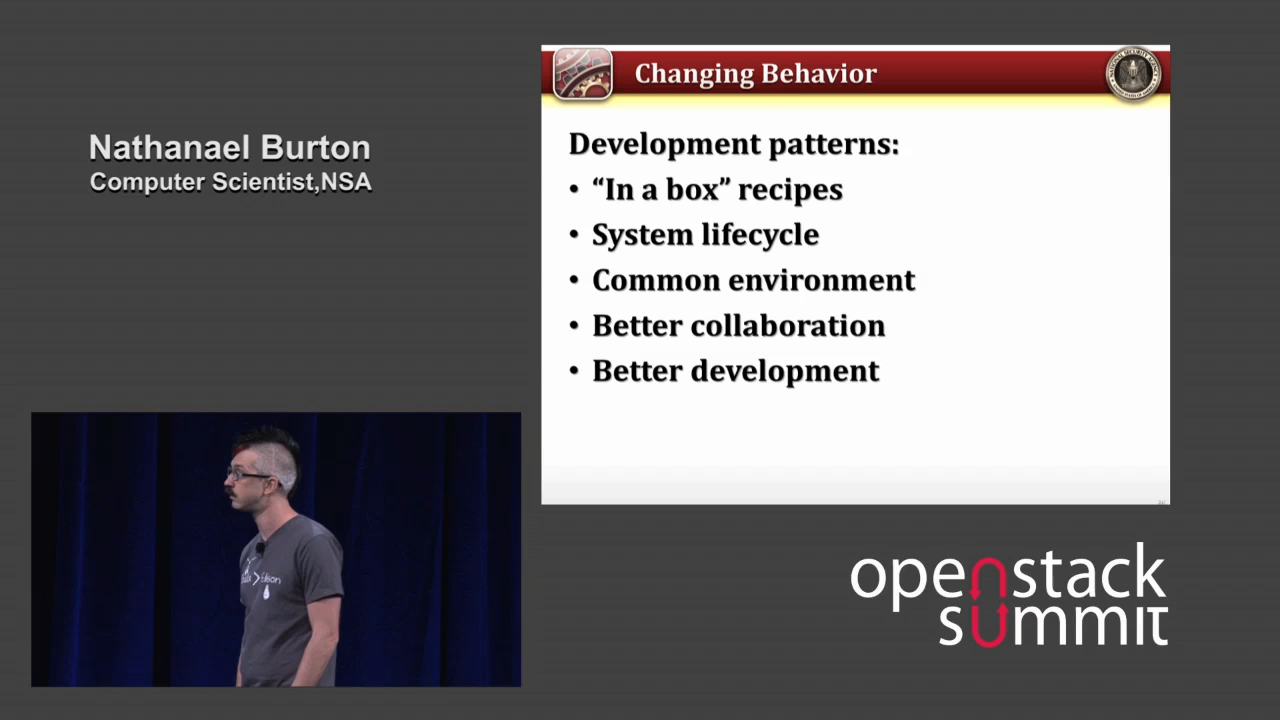 Nathanael Burton
Computer Scientist,NSA
Changing Behavior
Development patterns:
• “In a box” recipes
• System lifecycle
• Common environment
• Better collaboration
• Better development
openstack
summit